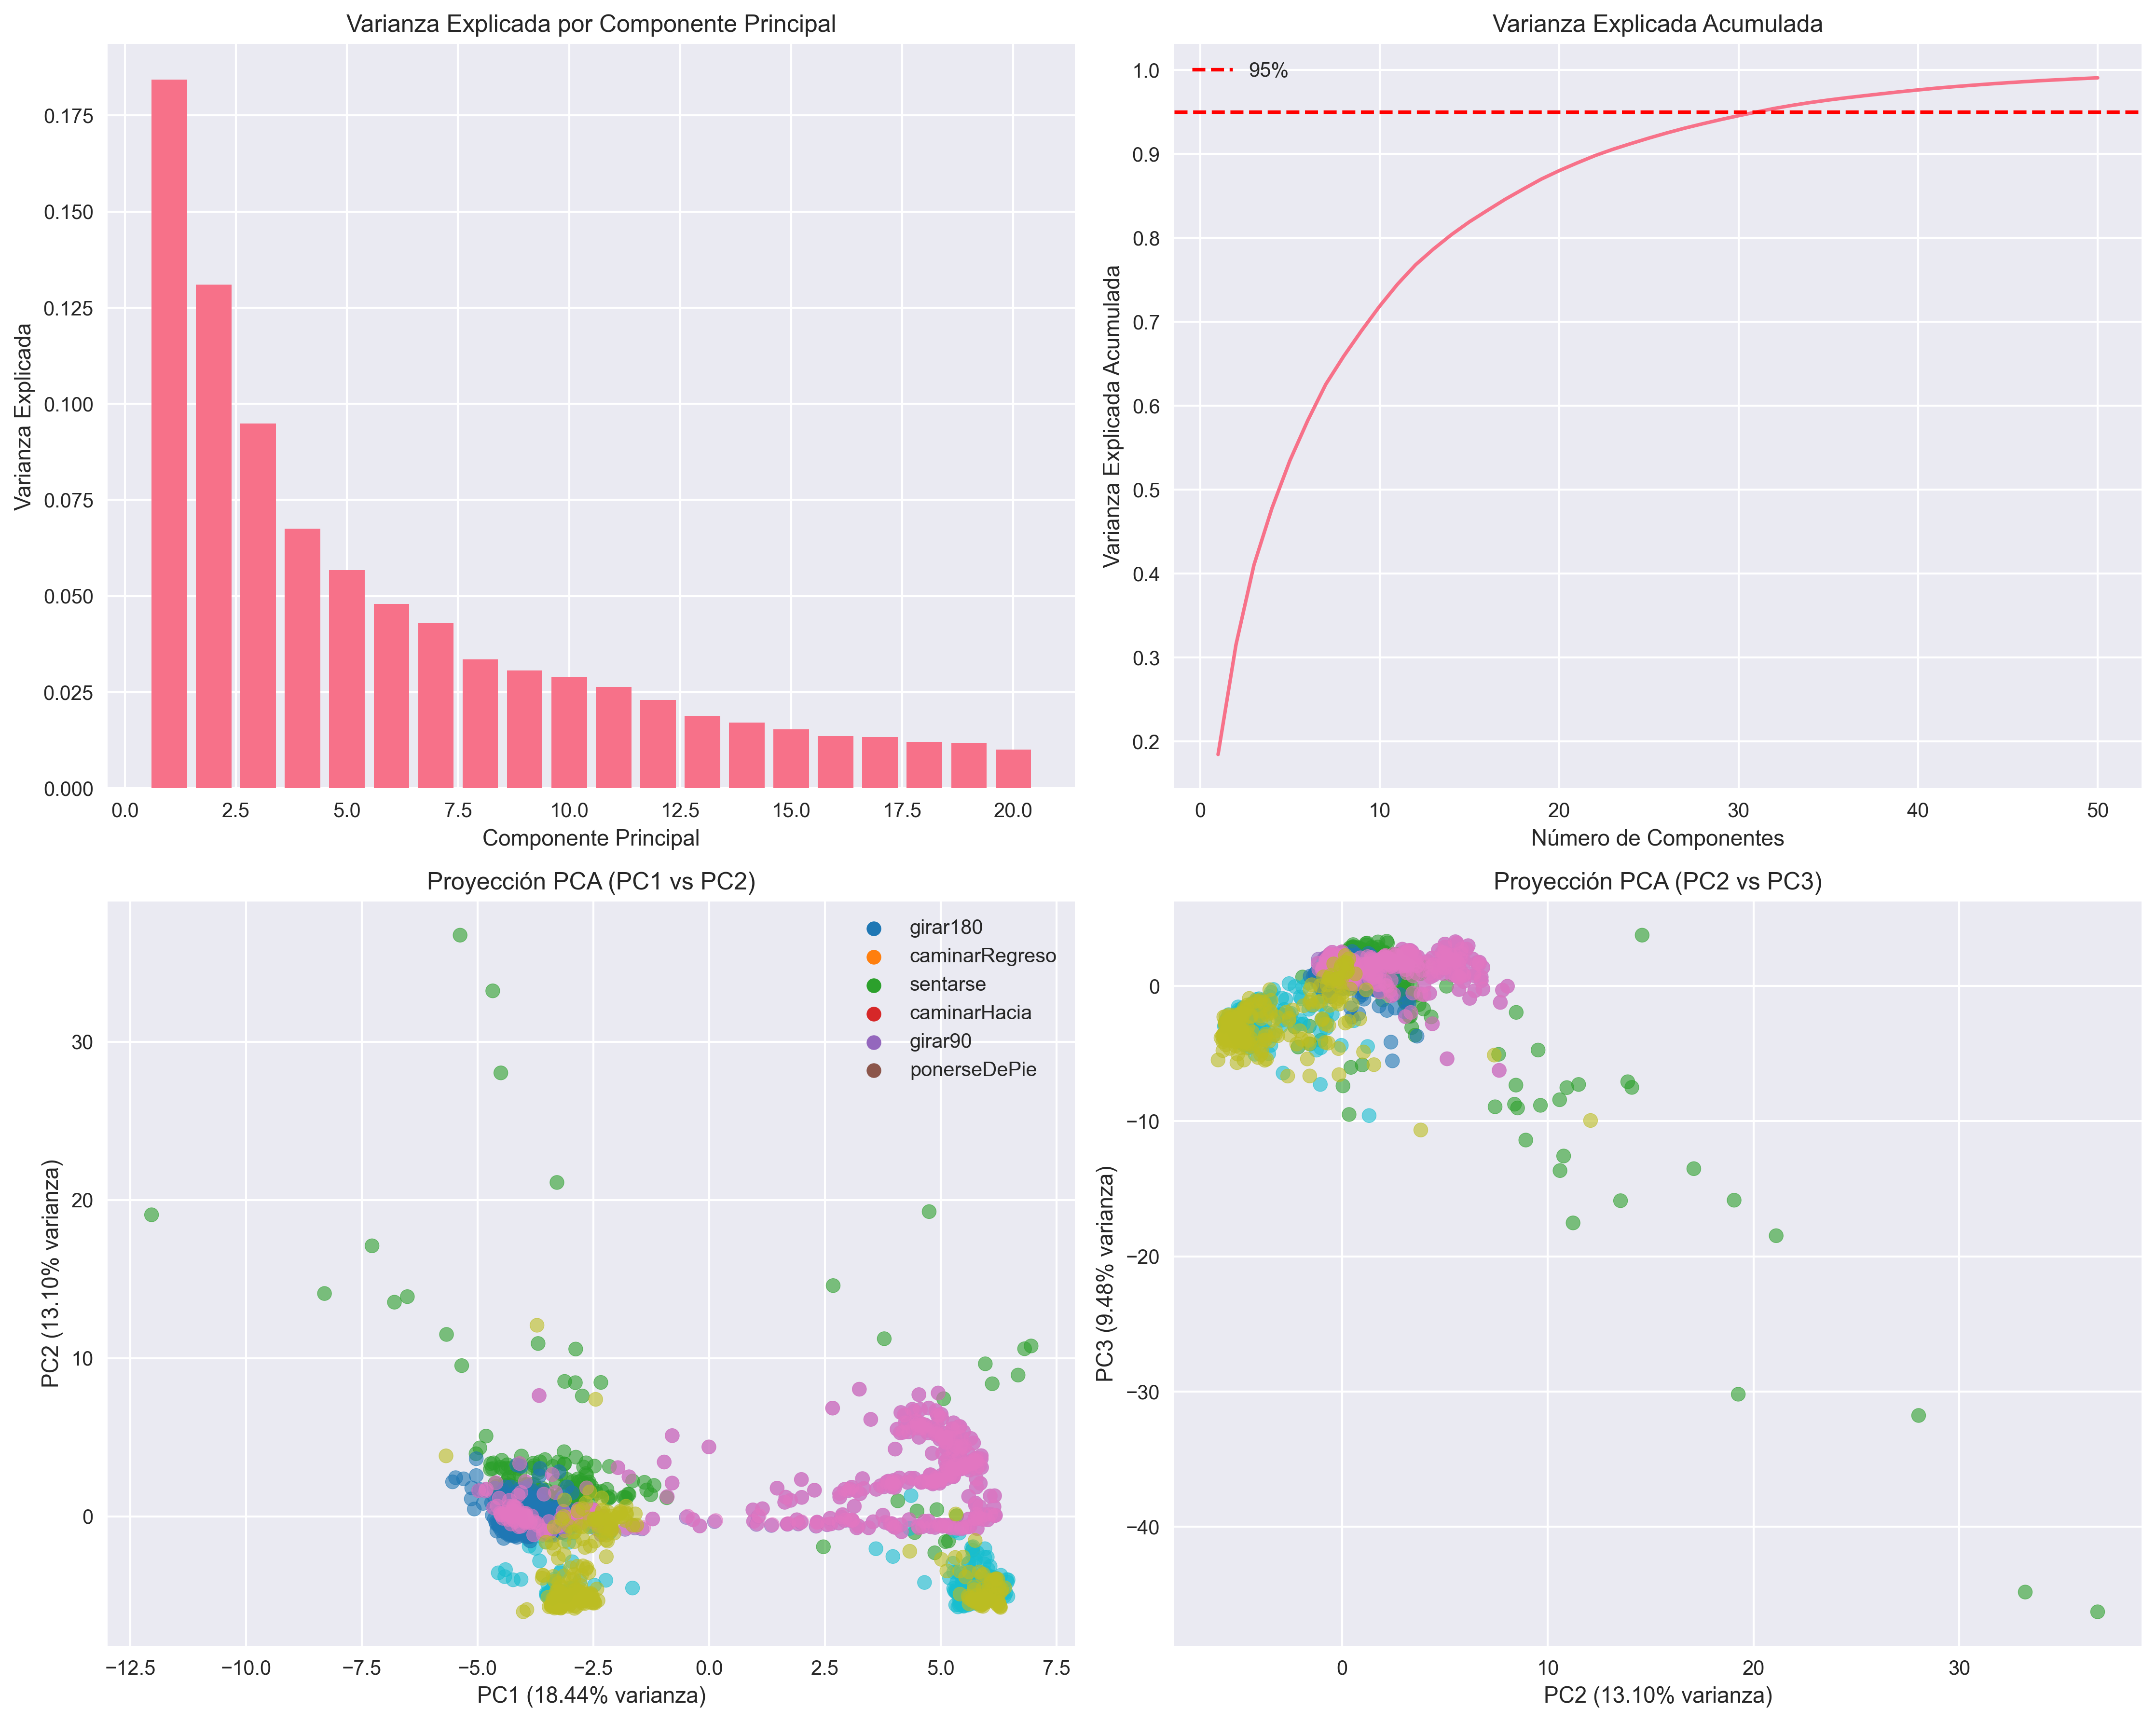 Varianza Explicada por Componente Principal
Varianza Explicada
0.175
0.150
0.125
0.100
0.075
0.050
0.025
0.000
0.0 2.5 5.0 7.5 10.0 12.5 15.0 17.5 20.0
Componente Principal
Varianza Explicada Acumulada
95%
Varianza Explicada Acumulada
1.0
0.9
0.8
0.7
0.6
0.5
0.4
0.3
0.2
0 10 20 30 40 50
Número de Componentes
Proyección PCA (PC1 vs PC2)
girar180
caminarRegreso
sentarse
caminarHacia
girar90
ponerseDePie
PC2 (13.10% varianza)
30
20
10
0
−12.5 −10.0 −7.5 −5.0 −2.5 0.0 2.5 5.0 7.5
PC1 (18.44% varianza)
Proyección PCA (PC2 vs PC3)
PC3 (9.48% varianza)
0
−10
−20
−30
−40
0 10 20 30
PC2 (13.10% varianza)